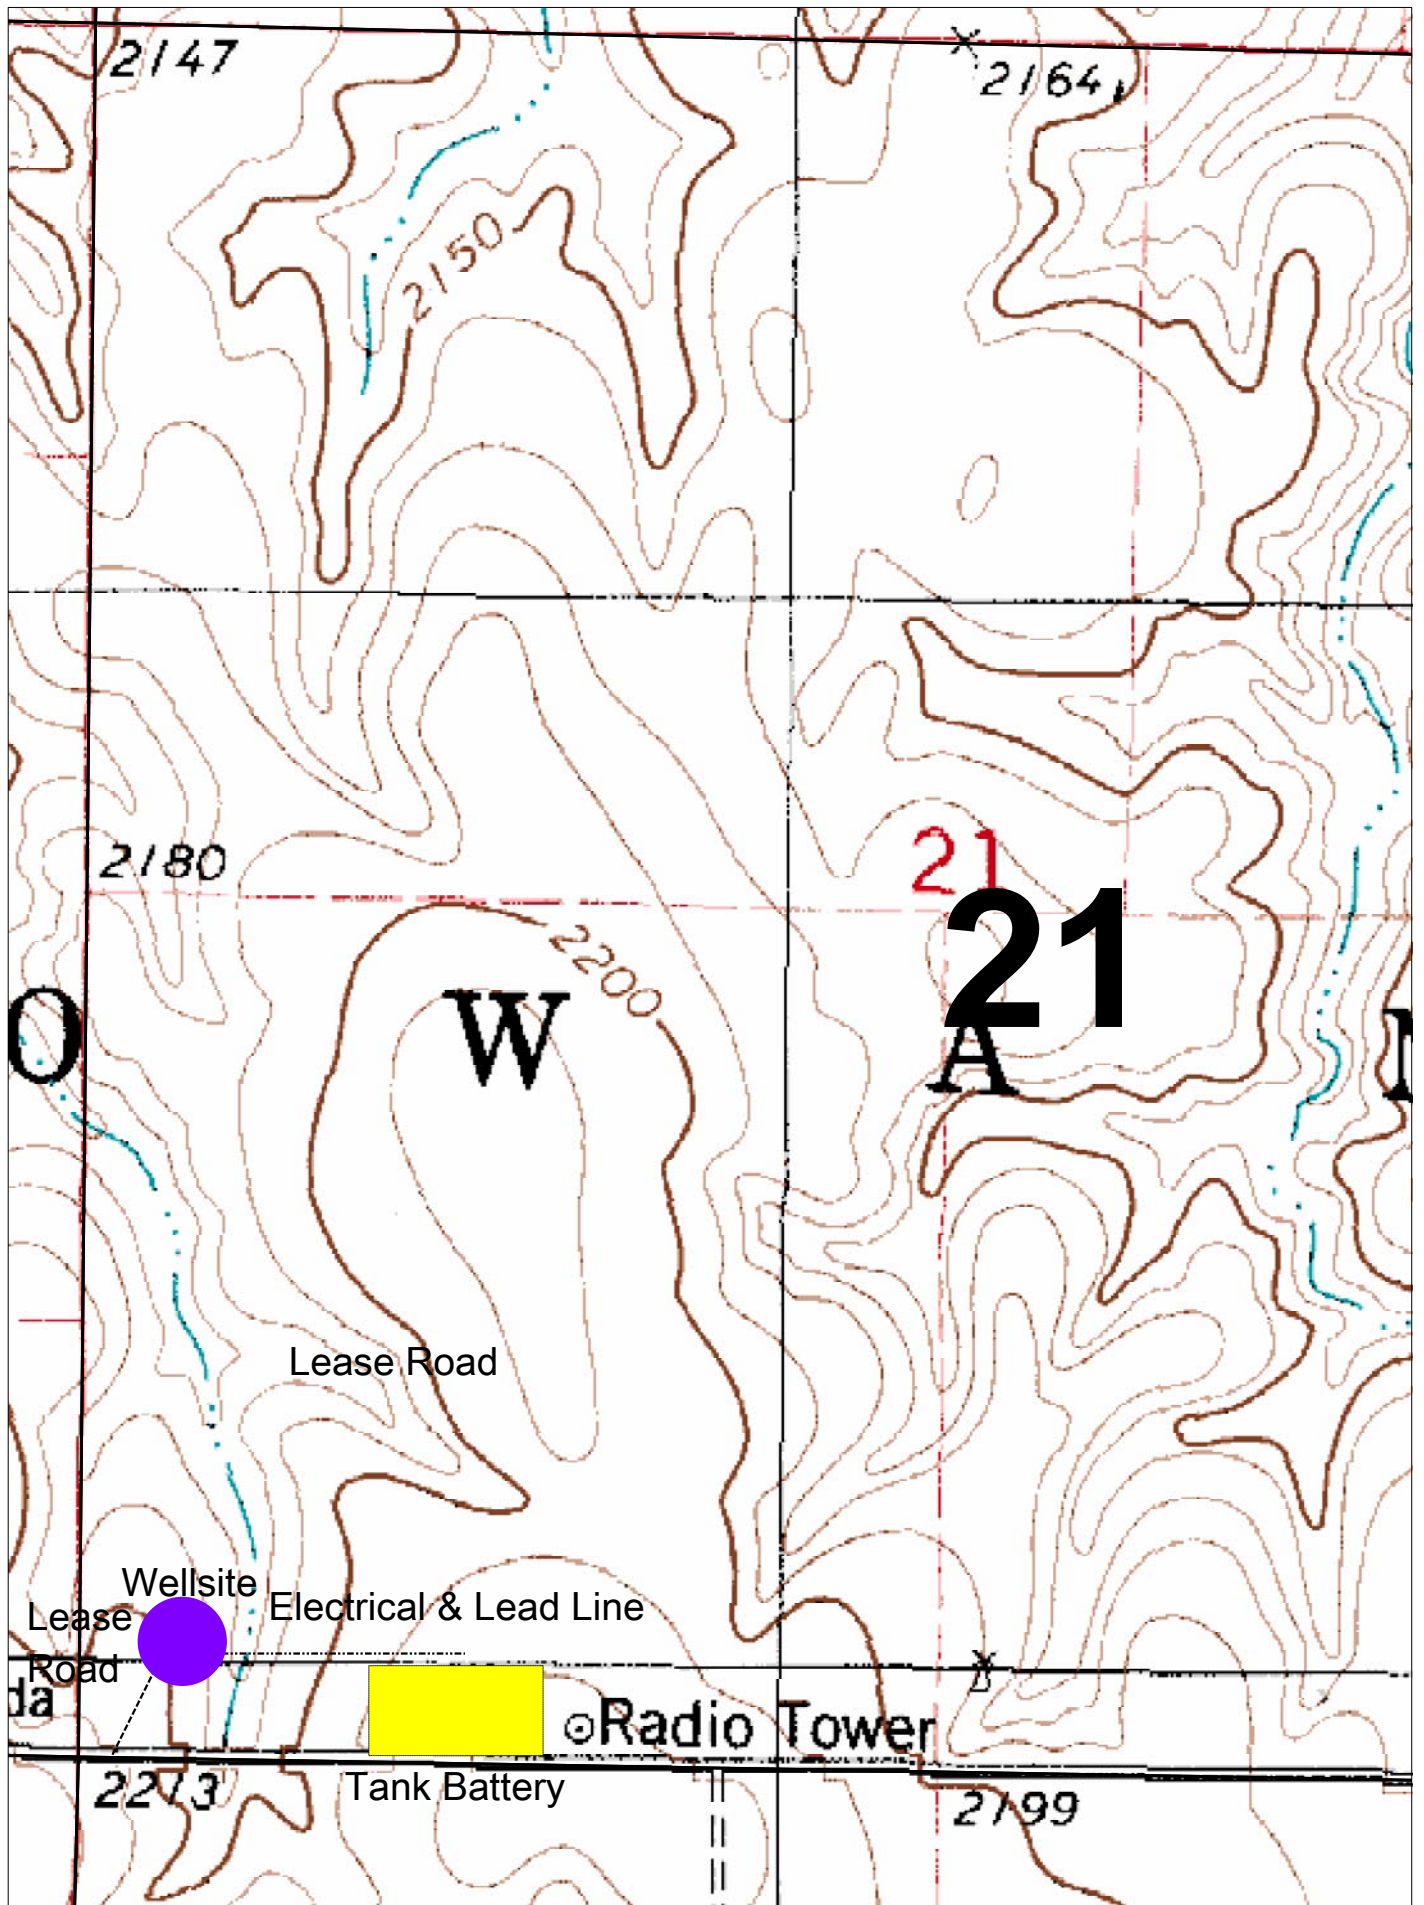 2147
2164
2150
2180
21
21
2200
O
W
A
Lease Road
Wellsite
Electrical & Lead Line
Lease
Road
da
Radio Tower
2213
Tank Battery
2199